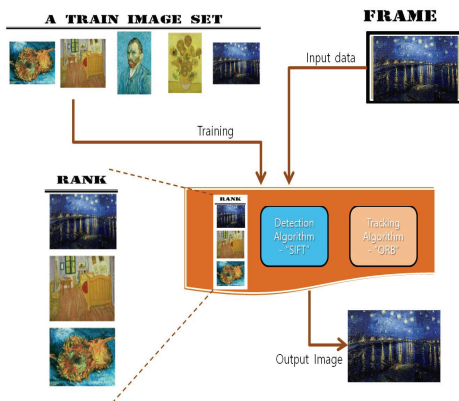 A TRAIN IMAGE SET
FRAME
Input data
Training
RANK
RANK
Detection
Algorithm
- "SIFT"
Tracking
Algorithm
- "ORB"
Output Image